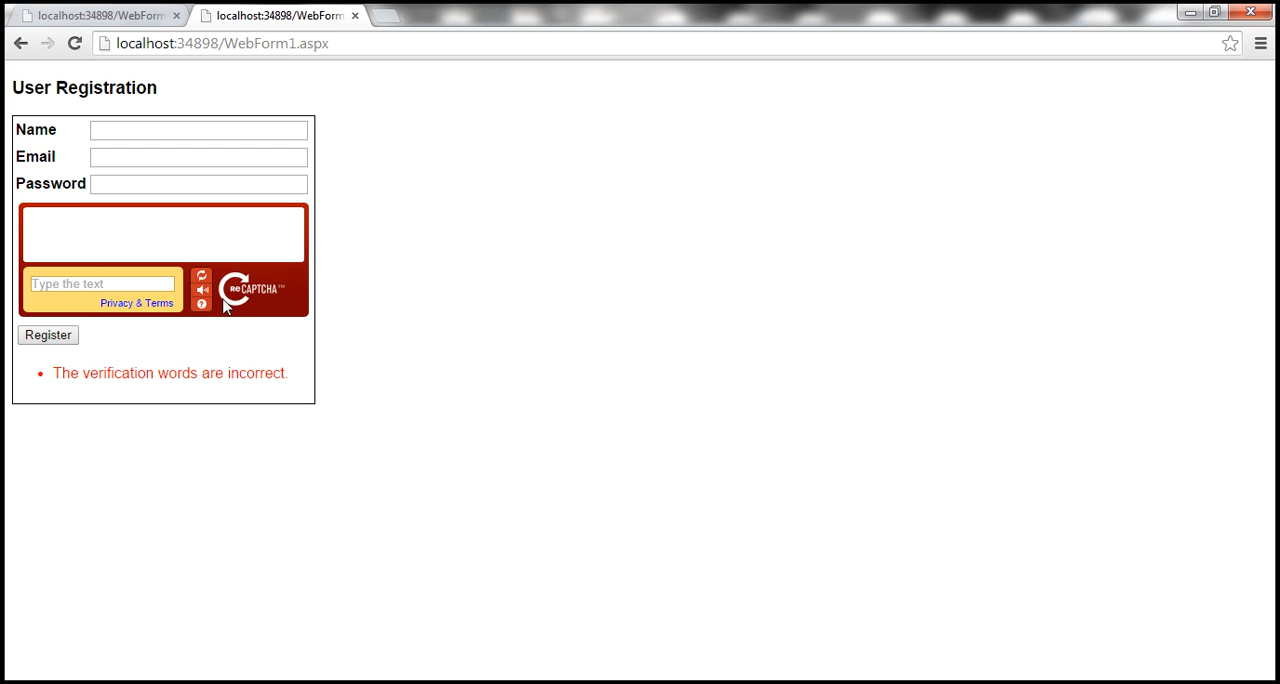 localhost:34898/WebForm
localhost:34898/WebForm
localhost:34898/WebForm1.aspx
User Registration
Name
Email
Password
Type the text
Privacy & Terms
?
reCAPTCHA™
Register
• The verification words are incorrect.